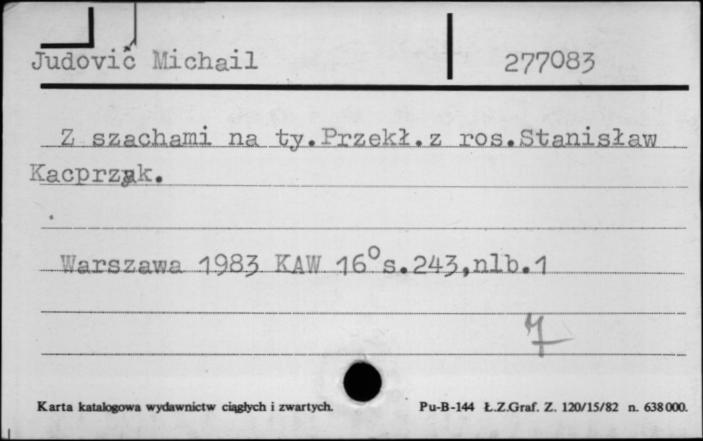 Judovič Michail 277083
Z szachami na ty.Przekł.z ros.Stanisław
Kacprzak.
Warszawa 1983 KAW 16° s.243,nlb.1
Karta katalogowa wydawnictw ciągłych i zwartych. Pu-B-144 Ł.Z.Graf. Z. 120/15/82 n. 638000.